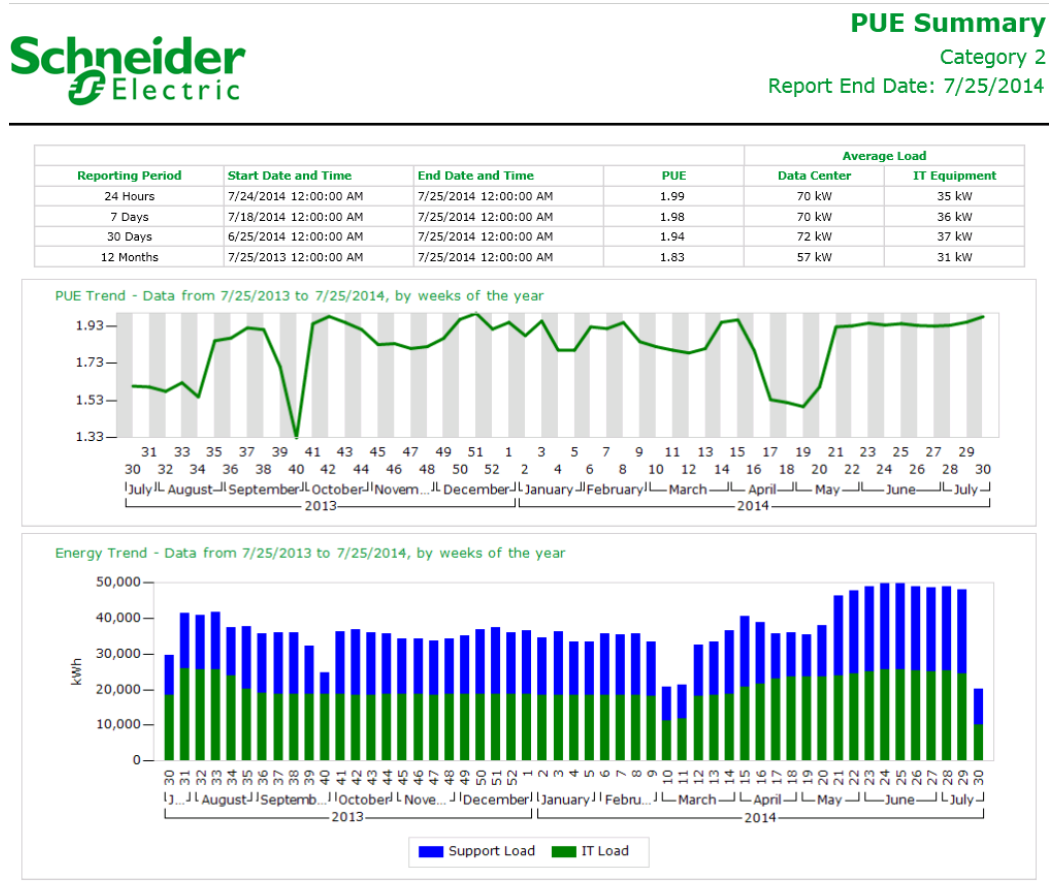 Schneider
Electric
PUE Summary
Category 2
Report End Date: 7/25/2014
Average Load
Reporting Period Start Date and Time End Date and Time PUE Data Center IT Equipment
24 Hours 7/24/2014 12:00:00 AM 7/25/2014 12:00:00 AM 1.99 70 kW 35 kW
7 Days 7/18/2014 12:00:00 AM 7/25/2014 12:00:00 AM 1.98 70 kW 36 kW
30 Days 6/25/2014 12:00:00 AM 7/25/2014 12:00:00 AM 1.94 72 kW 37 kW
12 Months 7/25/2013 12:00:00 AM 7/25/2014 12:00:00 AM 1.83 57 kW 31 kW
PUE Trend - Data from 7/25/2013 to 7/25/2014, by weeks of the year
1.93
1.73
1.53
1.33
31 33 35 37 39 41 43 45 47 49 51 1 3 5 7 9 11 13 15 17 19 21 23 25 27 29
30 32 34 36 38 40 42 44 46 48 50 52 2 4 6 8 10 12 14 16 18 20 22 24 26 28 30
July August September October Novem... December January February March April May June July
2013 2014
Energy Trend - Data from 7/25/2013 to 7/25/2014, by weeks of the year
50,000
40,000
30,000
20,000
10,000
0
kWh
30 31 32 33 34 35 36 37 38 39 40 41 42 43 44 45 46 47 48 49 50 51 52 1 2 3 4 5 6 7 8 9 10 11 12 13 14 15 16 17 18 19 20 21 22 23 24 25 26 27 28 29 30
J... August Septemb... October Nove... December January Febru... March April May June July
2013 2014
Support Load IT Load